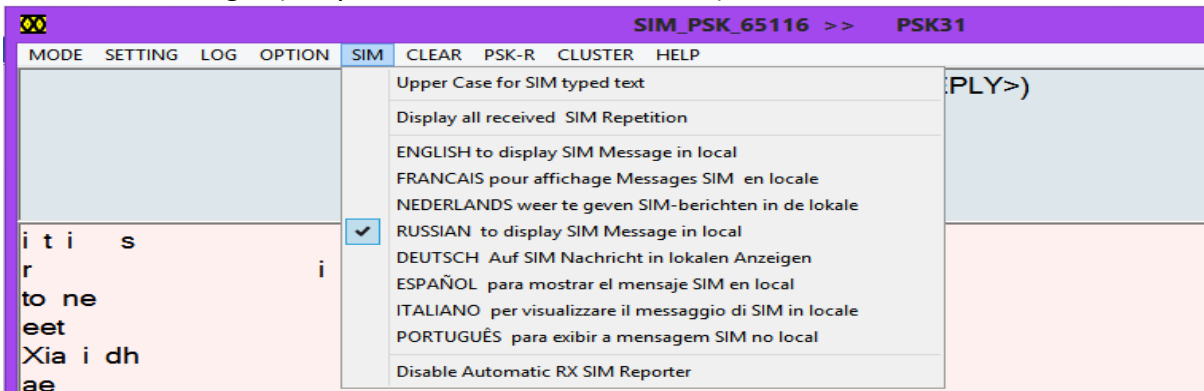 SIM_PSK_65116 >> PSK31
MODE SETTING LOG OPTION SIM CLEAR PSK-R CLUSTER HELP
Upper Case for SIM typed text
Display all received SIM Repetition
ENGLISH to display SIM Message in local
FRANCAIS pour affichage Messages SIM en locale
NEDERLANDS weer te geven SIM-berichten in de lokale
RUSSIAN to display SIM Message in local
DEUTSCH Auf SIM Nachricht in lokalen Anzeigen
ESPAÑOL para mostrar el mensaje SIM en local
ITALIANO per visualizzare il messaggio di SIM in locale
PORTUGUÊS para exibir a mensagem SIM no local
Disable Automatic RX SIM Reporter
PLY>)
i t i s
r i
to ne
eet
Xia i dh
ae